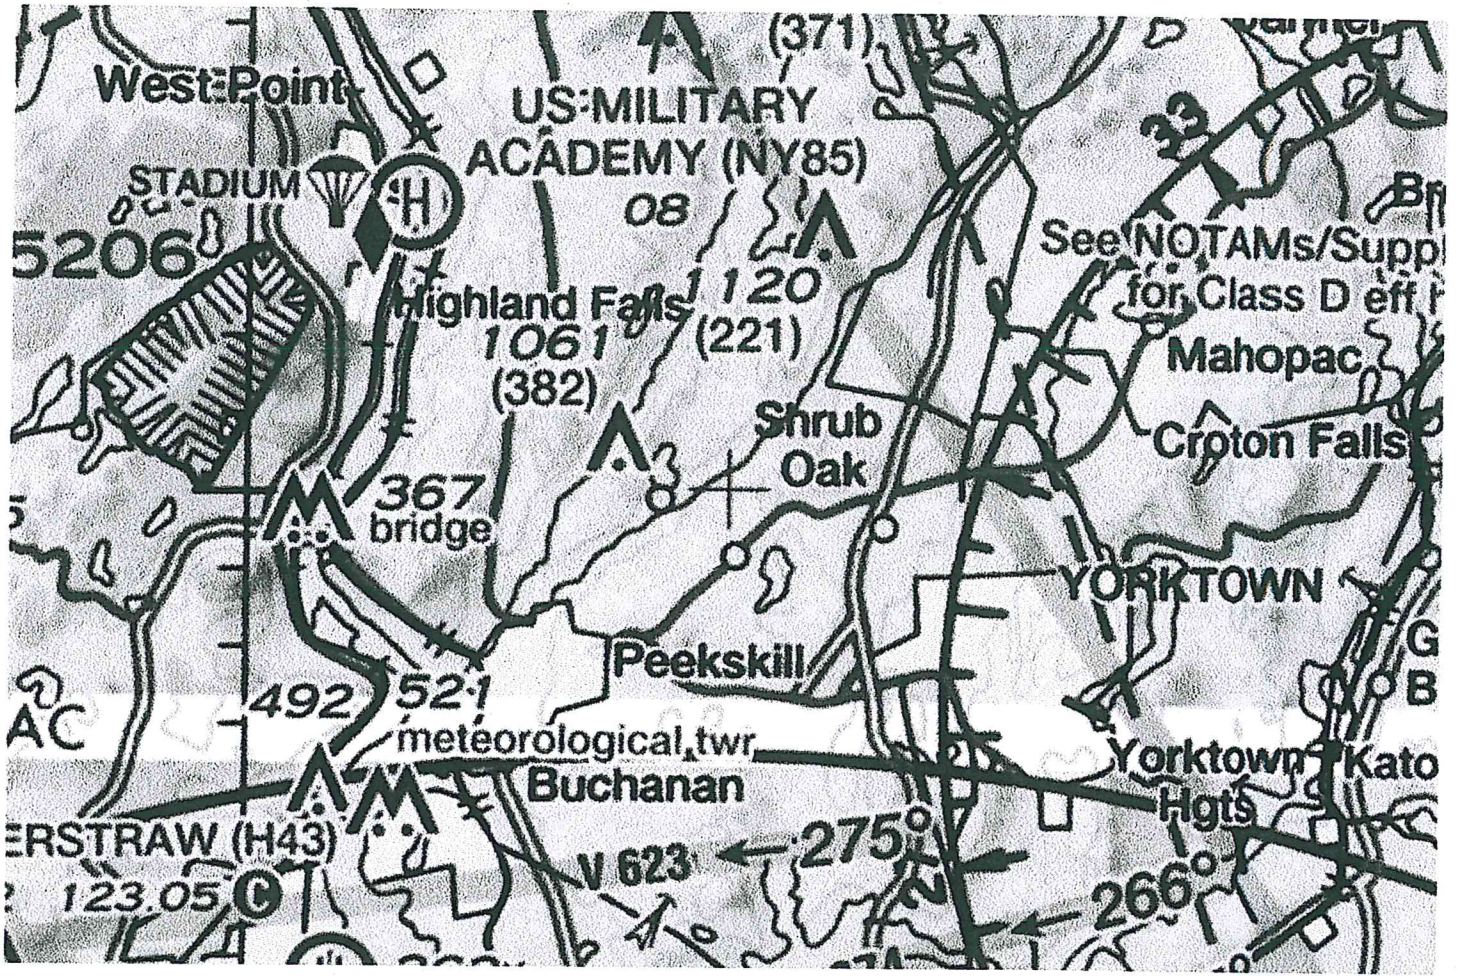 (371)
West Point
US MILITARY
ACADEMY (NY85)
33
STADIUM
H
08
5206
See NOTAMs/Suppl
for Class D eff
1120
(221)
Highland Falls
1061
(382)
Mahopac
Shrub
Oak
Croton Falls
367
bridge
YORKTOWN
Peekskill
G
B
492
521
AC
meteorological twr
Buchanan
Yorktown
Hgts
Kato
ERSTRAW (H43)
V 623
275°
123.05 C
266°